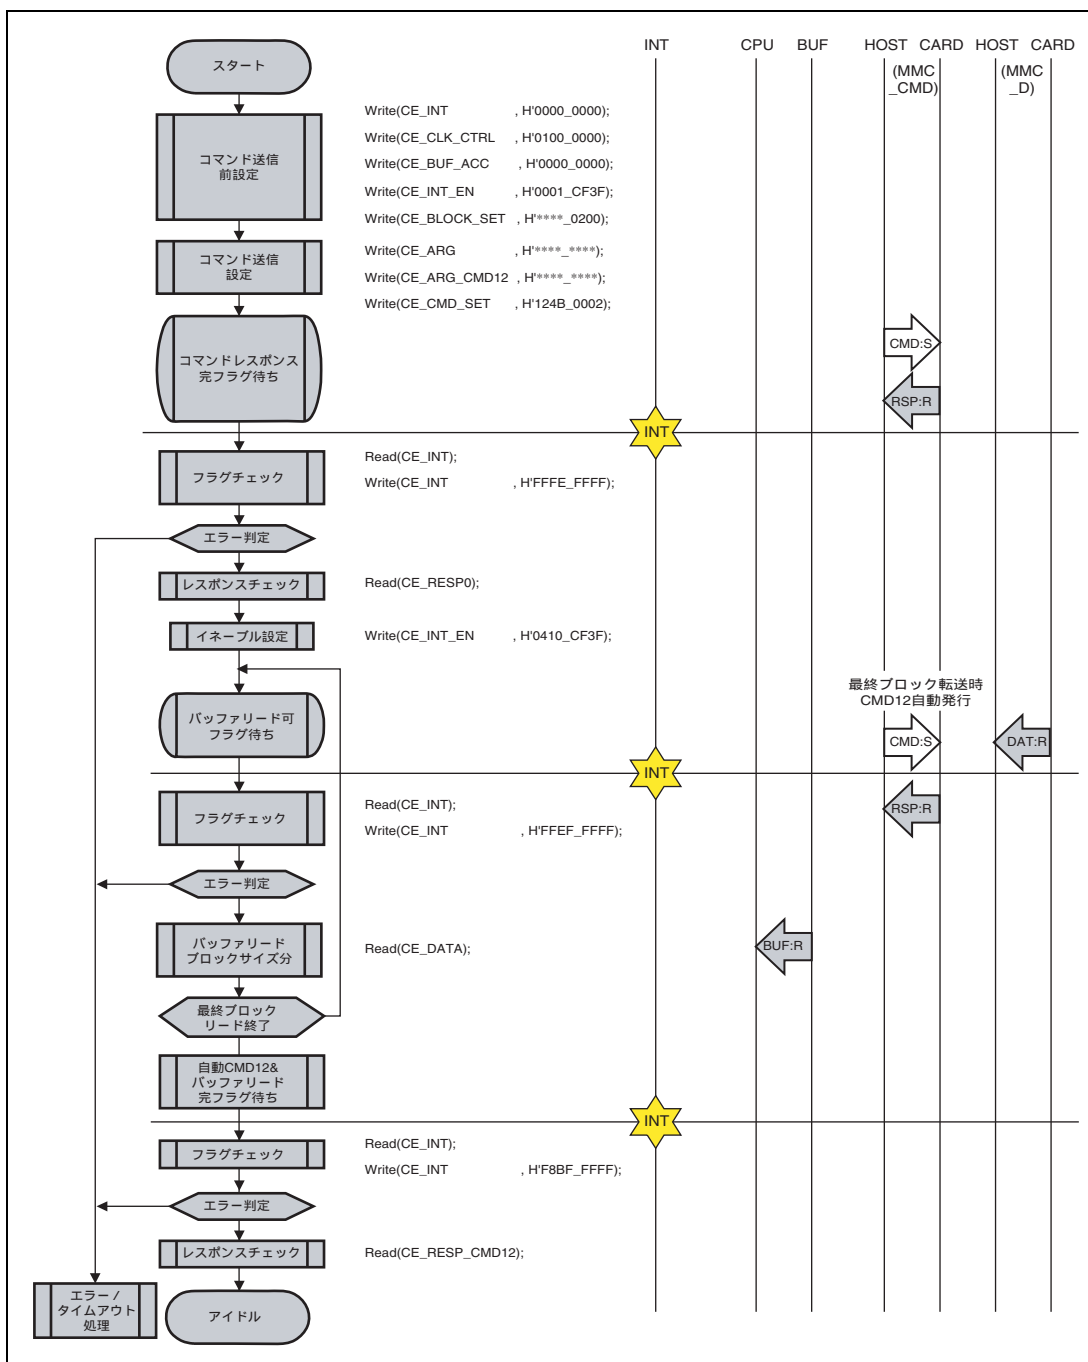 INT CPU BUF HOST CARD HOST CARD
(MMC
_CMD)
(MMC
_D)
スタート
コマンド送信
前設定
Write(CE_INT , H'0000_0000);
Write(CE_CLK_CTRL , H'0100_0000);
Write(CE_BUF_ACC , H'0000_0000);
Write(CE_INT_EN , H'0001_CF3F);
Write(CE_BLOCK_SET , H'****_0200);
コマンド送信
設定
Write(CE_ARG , H'****_****);
Write(CE_ARG_CMD12 , H'****_****);
Write(CE_CMD_SET , H'124B_0002);
コマンドレスポンス
完フラグ待ち
CMD:S
RSP:R
INT
フラグチェック
Read(CE_INT);
Write(CE_INT , H'FFFE_FFFF);
エラー判定
レスポンスチェック
Read(CE_RESP0);
イネーブル設定
Write(CE_INT_EN , H'0410_CF3F);
バッファリード可
フラグ待ち
最終ブロック転送時
CMD12自動発行
CMD:S
DAT:R
INT
フラグチェック
Read(CE_INT);
Write(CE_INT , H'FFEF_FFFF);
RSP:R
エラー判定
バッファリード
ブロックサイズ分
Read(CE_DATA);
BUF:R
最終ブロック
リード終了
自動CMD12&
バッファリード
完フラグ待ち
INT
フラグチェック
Read(CE_INT);
Write(CE_INT , H'F8BF_FFFF);
エラー判定
レスポンスチェック
Read(CE_RESP_CMD12);
エラー /
タイムアウト
処理
アイドル